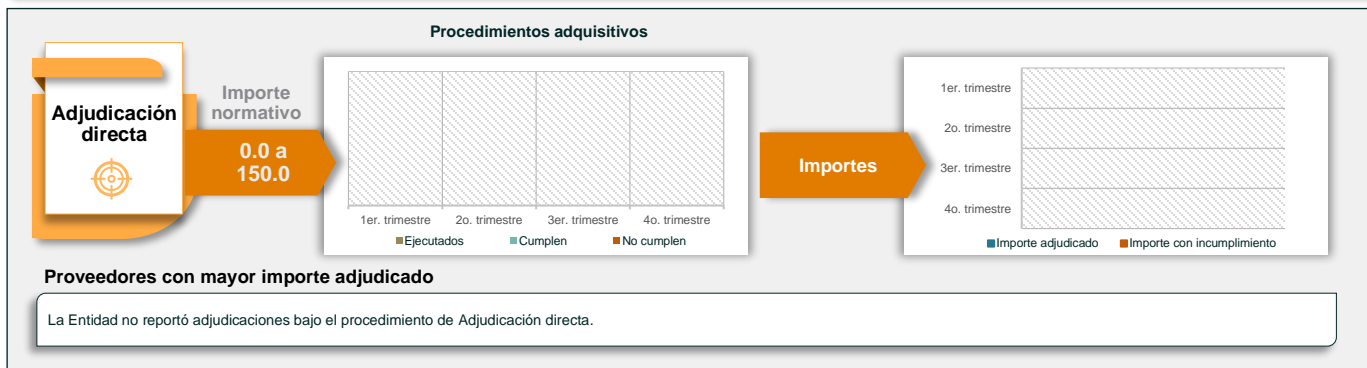 Procedimientos adquisitivos
Adjudicación
directa
Importe
normativo
0.0 a
150.0
1er. trimestre
2o. trimestre
3er. trimestre
4o. trimestre
Ejecutados
Cumplen
No cumplen
Importes
1er. trimestre
2o. trimestre
3er. trimestre
4o. trimestre
Importe adjudicado
Importe con incumplimiento
Proveedores con mayor importe adjudicado
La Entidad no reportó adjudicaciones bajo el procedimiento de Adjudicación directa.